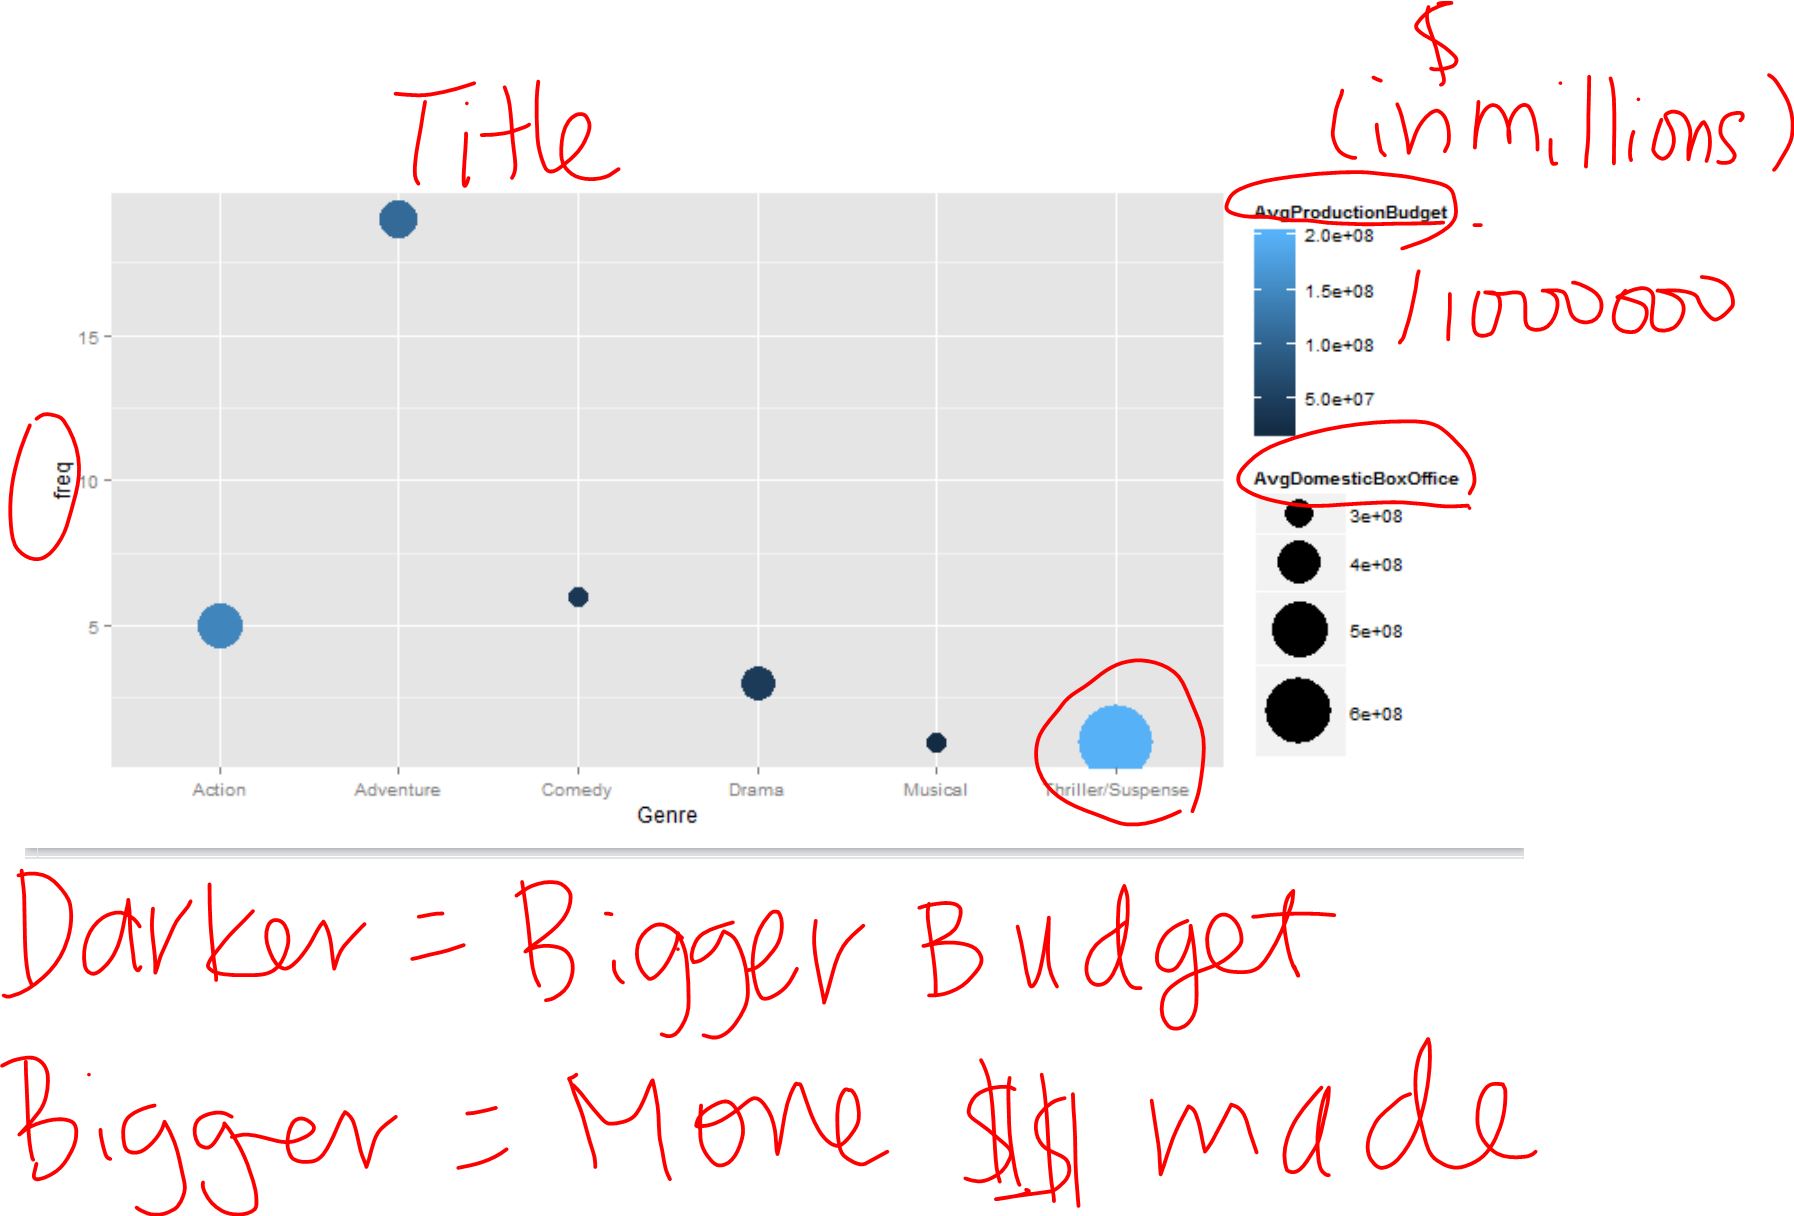 $
Title
(in millions)
AvgProductionBudget
2.0e+08
1.5e+08
1.0e+08
5.0e+07
/1000000
15
10
5
freq
AvgDomesticBoxOffice
3e+08
4e+08
5e+08
6e+08
Action Adventure Comedy Drama Musical Thriller/Suspense
Genre
Darker = Bigger Budget
Bigger = More $$ made